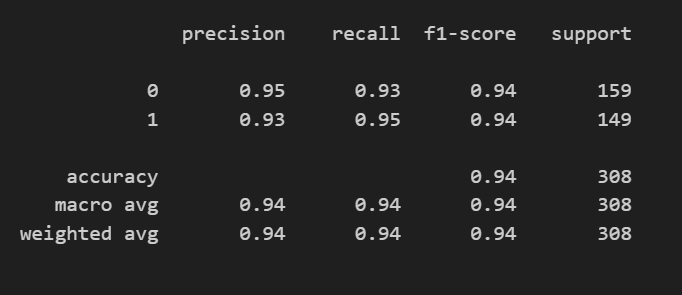 precision recall f1-score support
0 0.95 0.93 0.94 159
1 0.93 0.95 0.94 149
accuracy 0.94 308
macro avg 0.94 0.94 0.94 308
weighted avg 0.94 0.94 0.94 308